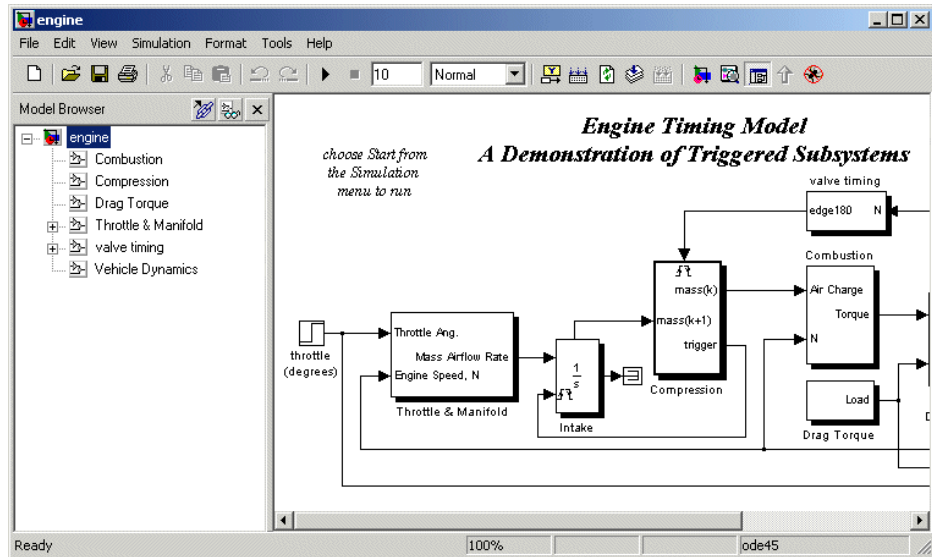 engine
File Edit View Simulation Format Tools Help
10 Normal
Model Browser
engine
Combustion
Compression
Drag Torque
Throttle & Manifold
valve timing
Vehicle Dynamics
Engine Timing Model
A Demonstration of Triggered Subsystems
choose Start from
the Simulation
menu to run
valve timing
edge180 N
Combustion
Air Charge
Torque
N
mass(k)
mass(k+1)
trigger
Compression
throttle
(degrees)
Throttle Ang.
Mass Airflow Rate
Engine Speed, N
Throttle & Manifold
1
s
Intake
Load
Drag Torque
Ready 100% ode45